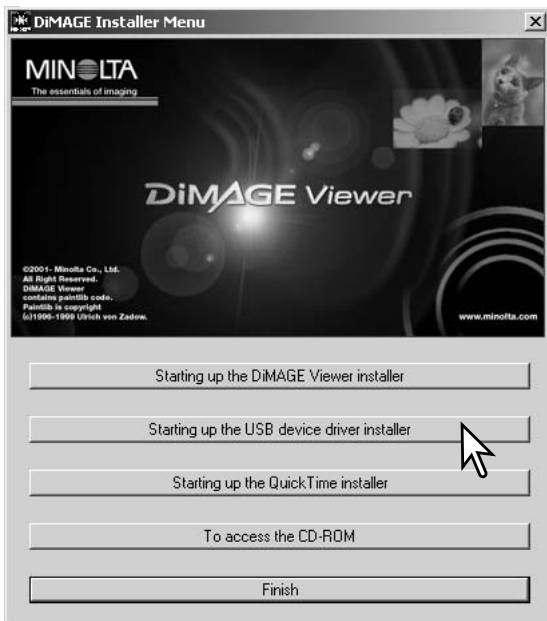 DiMAGE Installer Menu
MINOLTA
The essentials of imaging
DiMAGE Viewer
©2001- Minolta Co., Ltd.
All Right Reserved.
DiMAGE Viewer
contains paintlib code.
Paintlib is copyright
(c)1996-1999 Ulrich von Zadow.
www.minolta.com
Starting up the DiMAGE Viewer installer
Starting up the USB device driver installer
Starting up the QuickTime installer
To access the CD-ROM
Finish